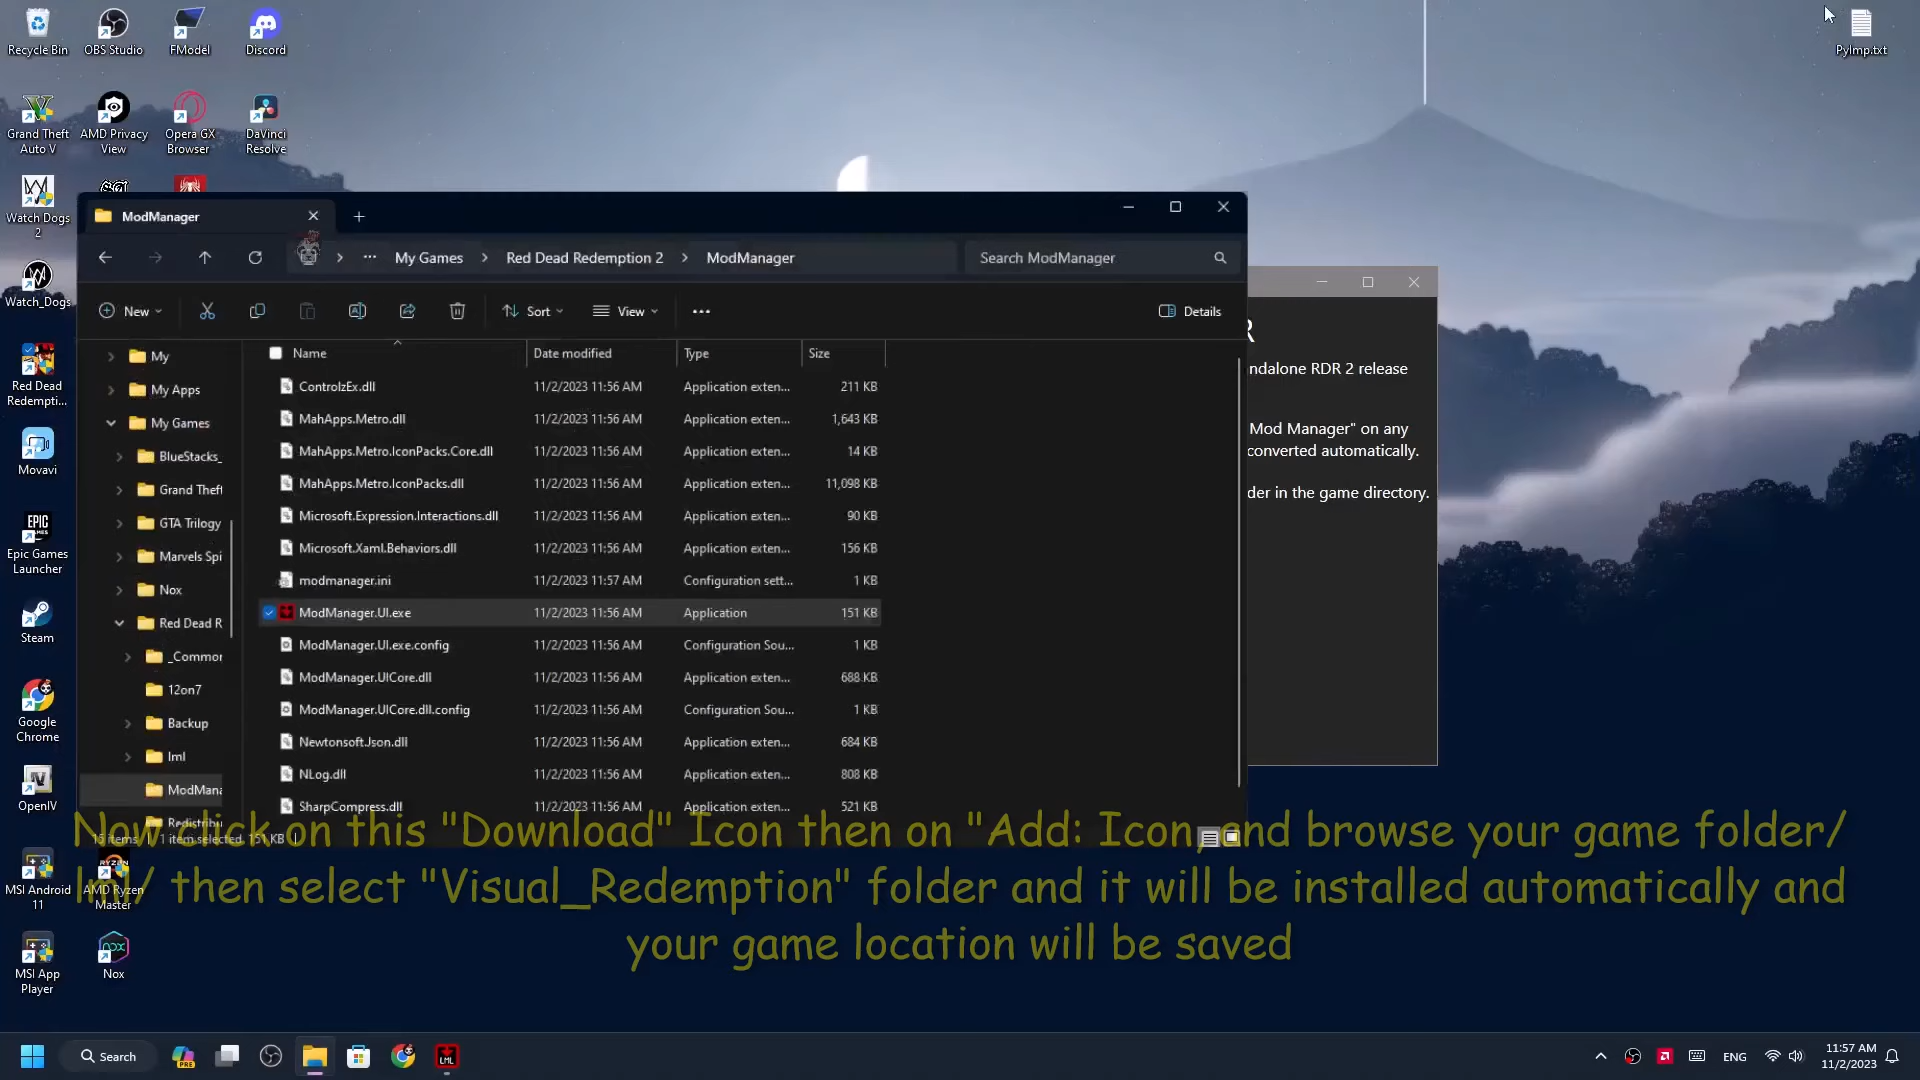 Recycle Bin
OBS Studio
FModel
Discord
PyImp.txt
Grand Theft
Auto V
AMD Privacy
View
Opera GX
Browser
DaVinci
Resolve
Watch Dogs
2
Watch_Dogs
Red Dead
Redempti...
Movavi
Epic Games
Launcher
Steam
Google
Chrome
OpenIV
MSI Android
11
AMD Ryzen
Master
MSI App
Player
Nox
ModManager
My Games
Red Dead Redemption 2
ModManager
Search ModManager
New
Sort
View
Details
My
My Apps
My Games
BlueStacks_
Grand Theft
GTA Trilogy
Marvels Spi
Nox
Red Dead R
_Common
12on7
Backup
lml
ModMana
Redistribu
Name Date modified Type Size
ControlzEx.dll 11/2/2023 11:56 AM Application exten... 211 KB
MahApps.Metro.dll 11/2/2023 11:56 AM Application exten... 1,643 KB
MahApps.Metro.IconPacks.Core.dll 11/2/2023 11:56 AM Application exten... 14 KB
MahApps.Metro.IconPacks.dll 11/2/2023 11:56 AM Application exten... 11,098 KB
Microsoft.Expression.Interactions.dll 11/2/2023 11:56 AM Application exten... 90 KB
Microsoft.Xaml.Behaviors.dll 11/2/2023 11:56 AM Application exten... 156 KB
modmanager.ini 11/2/2023 11:57 AM Configuration sett... 1 KB
ModManager.UI.exe 11/2/2023 11:56 AM Application 151 KB
ModManager.UI.exe.config 11/2/2023 11:56 AM Configuration Sou... 1 KB
ModManager.UICore.dll 11/2/2023 11:56 AM Application exten... 688 KB
ModManager.UICore.dll.config 11/2/2023 11:56 AM Configuration Sou... 1 KB
Newtonsoft.Json.dll 11/2/2023 11:56 AM Application exten... 684 KB
NLog.dll 11/2/2023 11:56 AM Application exten... 808 KB
SharpCompress.dll 11/2/2023 11:56 AM Application exten... 521 KB
15 items 1 item selected. 151 KB
R
ndalone RDR 2 release
Mod Manager" on any
converted automatically.
der in the game directory.
Now click on this "Download" Icon then on "Add: Icon, and browse your game folder/
lml/ then select "Visual_Redemption" folder and it will be installed automatically and
your game location will be saved
Search
PRE
LML
ENG
11:57 AM
11/2/2023